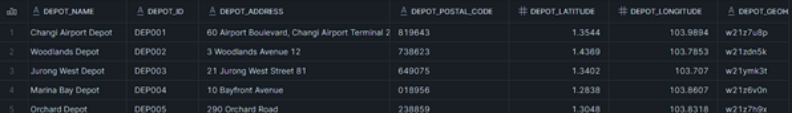 DEPOT_NAME DEPOT_ID DEPOT_ADDRESS DEPOT_POSTAL_CODE DEPOT_LATITUDE DEPOT_LONGITUDE DEPOT_GEOH
1 Changi Airport Depot DEP001 60 Airport Boulevard, Changi Airport Terminal 2 819643 1.3544 103.9894 w21z7u8p
2 Woodlands Depot DEP002 3 Woodlands Avenue 12 738623 1.4369 103.7853 w21zdn5k
3 Jurong West Depot DEP003 21 Jurong West Street 81 649075 1.3402 103.707 w21ymk3t
4 Marina Bay Depot DEP004 10 Bayfront Avenue 018956 1.2838 103.8607 w21z6v0n
5 Orchard Depot DEP005 290 Orchard Road 238859 1.3048 103.8318 w21z7h9x